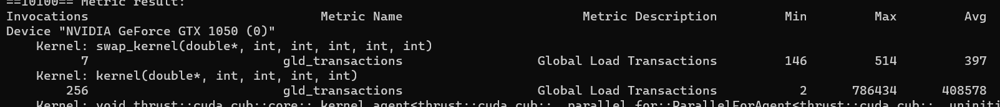 ==10100== Metric result:
Invocations Metric Name Metric Description Min Max Avg
Device "NVIDIA GeForce GTX 1050 (0)"
Kernel: swap_kernel(double*, int, int, int, int, int)
7 gld_transactions Global Load Transactions 146 514 397
Kernel: kernel(double*, int, int, int, int)
256 gld_transactions Global Load Transactions 2 786434 408578
Kernel: void thrust::cuda_cub::core::_kernel_agent<thrust::cuda_cub::__parallel_for::ParallelForAgent<thrust::cuda_cub::__uniniti